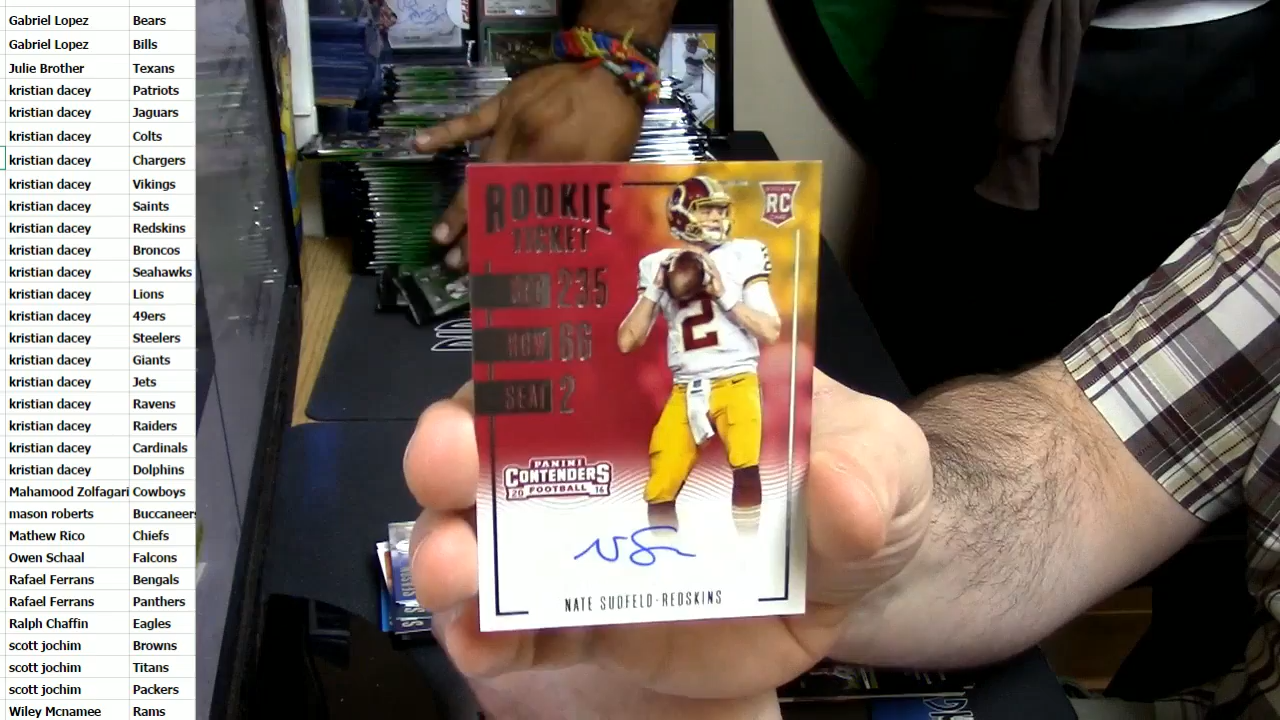 Gabriel Lopez Bears
Gabriel Lopez Bills
Julie Brother Texans
kristian dacey Patriots
kristian dacey Jaguars
kristian dacey Colts
kristian dacey Chargers
kristian dacey Vikings
kristian dacey Saints
kristian dacey Redskins
kristian dacey Broncos
kristian dacey Seahawks
kristian dacey Lions
kristian dacey 49ers
kristian dacey Steelers
kristian dacey Giants
kristian dacey Jets
kristian dacey Ravens
kristian dacey Raiders
kristian dacey Cardinals
kristian dacey Dolphins
Mahamood Zolfagari Cowboys
mason roberts Buccaneers
Mathew Rico Chiefs
Owen Schaal Falcons
Rafael Ferrans Bengals
Rafael Ferrans Panthers
Ralph Chaffin Eagles
scott jochim Browns
scott jochim Titans
scott jochim Packers
Wiley Mcnamee Rams
ROOKIE
TICKET
RC
SEC 235
ROW 66
SEAT 2
2
PANINI
CONTENDERS
20 FOOTBALL 16
NATE SUDFELD-REDSKINS